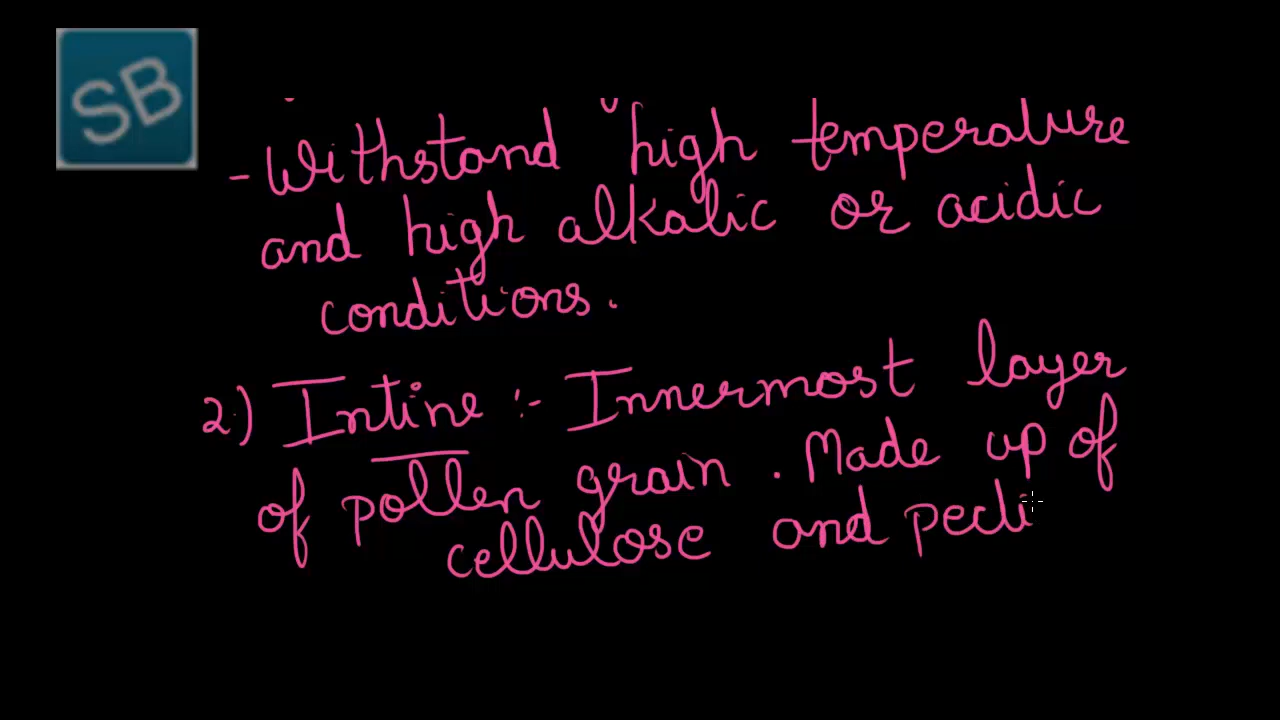 SB
- Withstand high temperature
and high alkalic or acidic
conditions.
2) Intine :- Innermost layer
of pollen grain. Made up of
cellulose and pecti